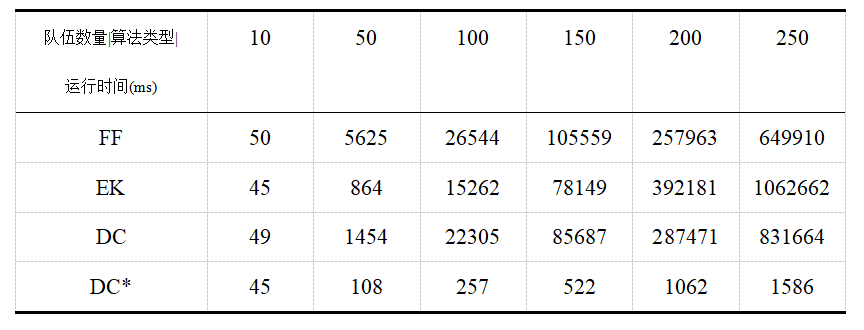 队伍数量|算法类型| 10 50 100 150 200 250
运行时间(ms)
FF 50 5625 26544 105559 257963 649910
EK 45 864 15262 78149 392181 1062662
DC 49 1454 22305 85687 287471 831664
DC* 45 108 257 522 1062 1586